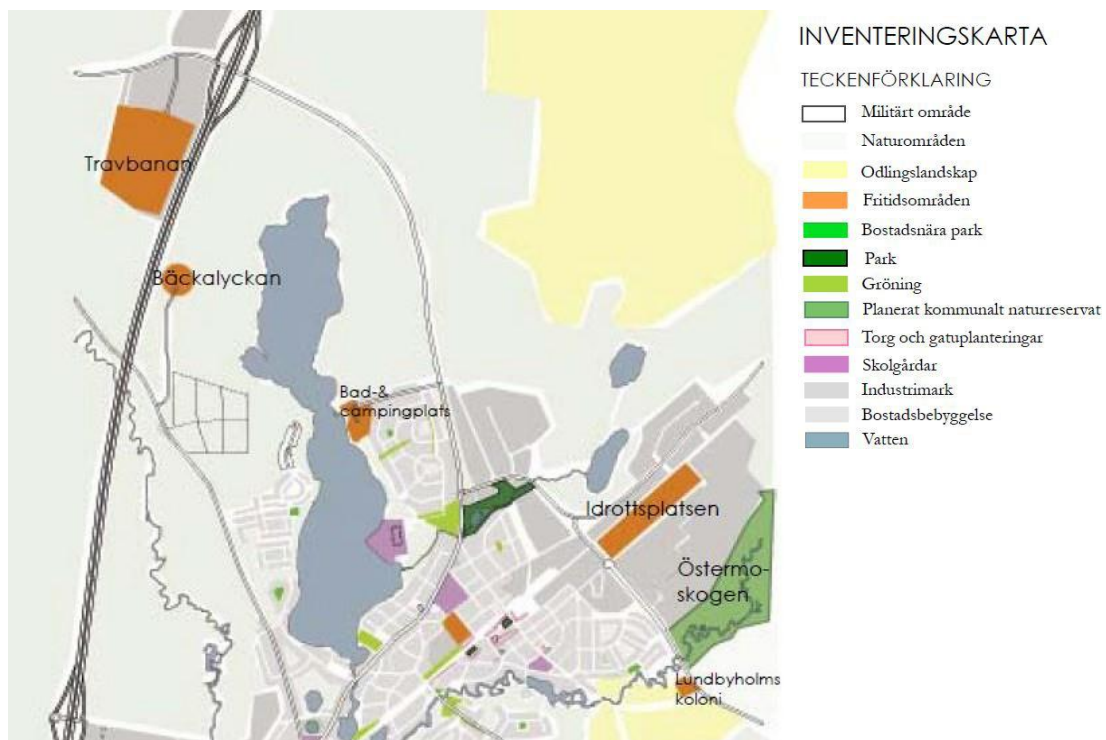 INVENTERINGSKARTA
TECKENFÖRKLARING
Militärt område
Naturområden
Odlingslandskap
Fritidsområden
Bostadsnära park
Park
Gröning
Planerat kommunalt naturreservat
Torg och gatuplanteringar
Skolgårdar
Industrimark
Bostadsbebyggelse
Vatten
Travbanan
Bäckalyckan
Bad-&
campingplats
Idrottsplatsen
Östermo-
skogen
Lundbyholms
koloni